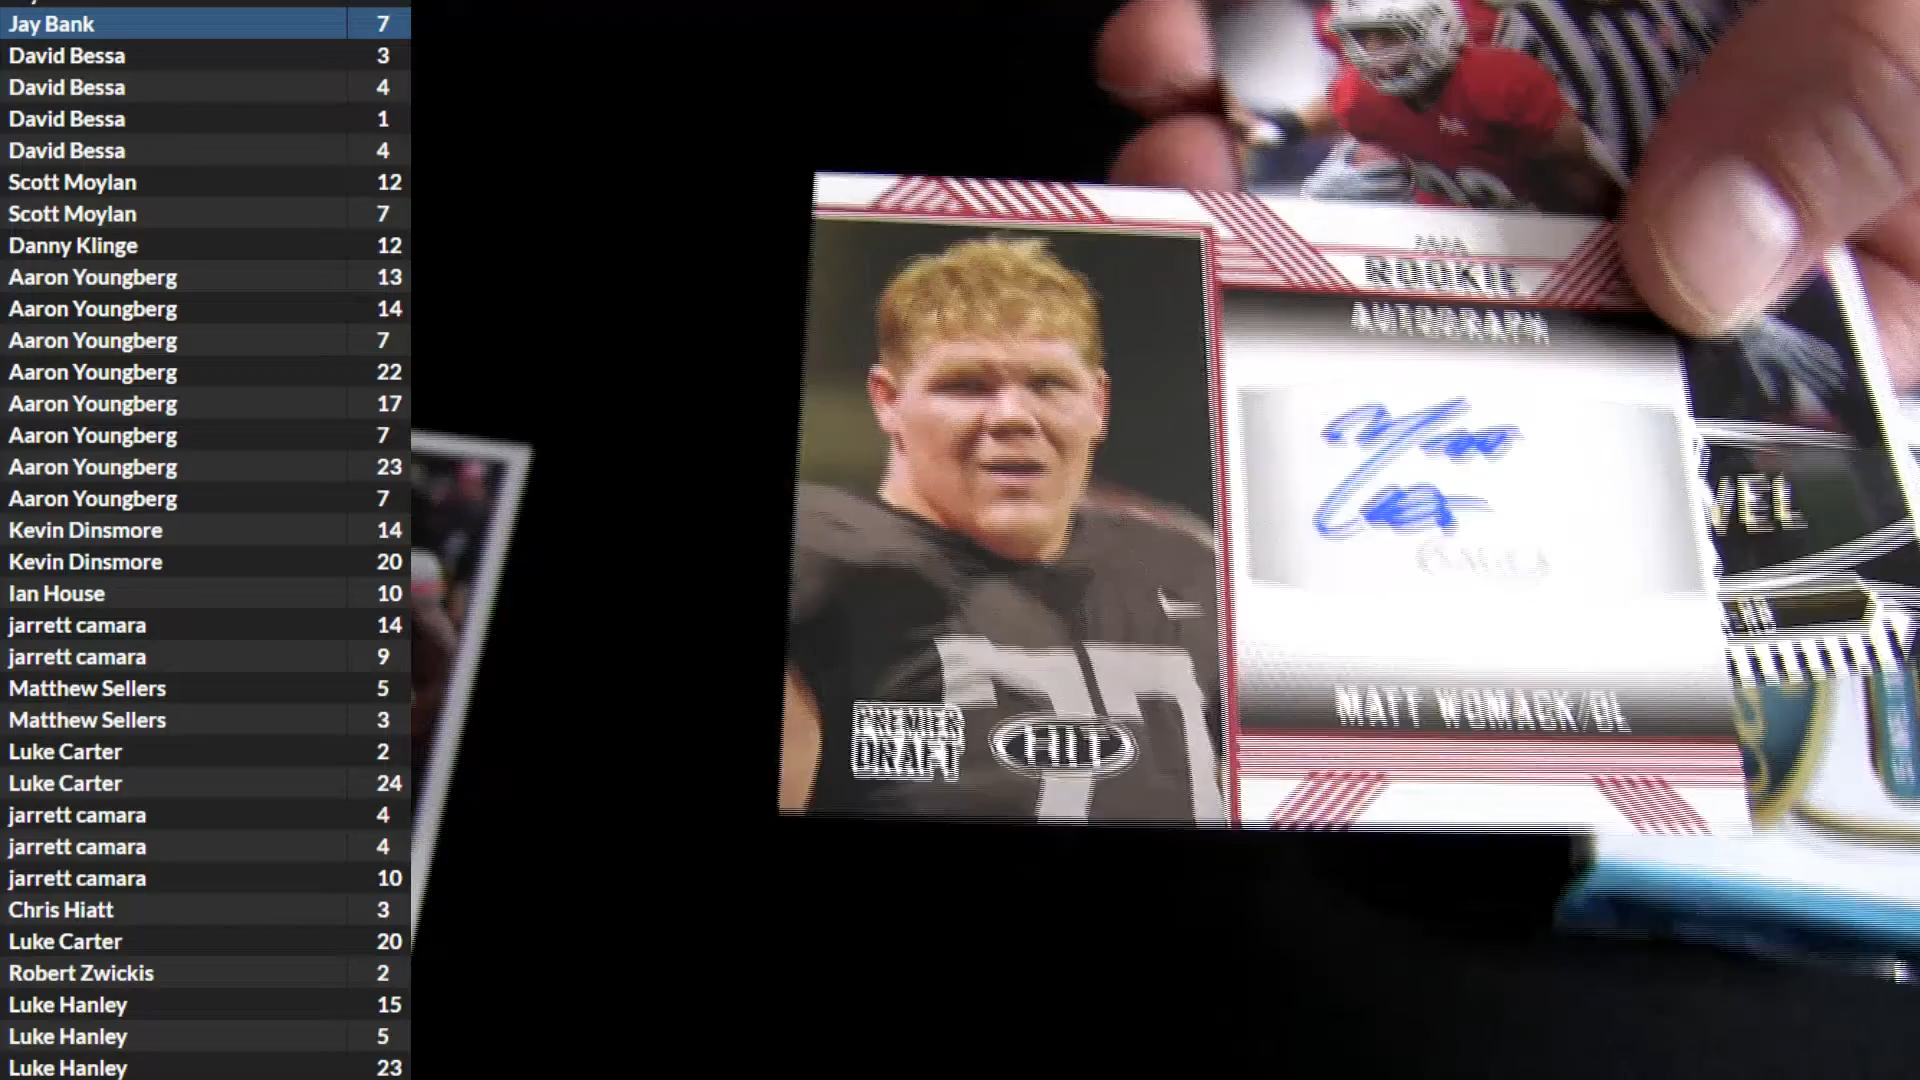 Jay Bank 7
David Bessa 3
David Bessa 4
David Bessa 1
David Bessa 4
Scott Moylan 12
Scott Moylan 7
Danny Klinge 12
Aaron Youngberg 13
Aaron Youngberg 14
Aaron Youngberg 7
Aaron Youngberg 22
Aaron Youngberg 17
Aaron Youngberg 7
Aaron Youngberg 23
Aaron Youngberg 7
Kevin Dinsmore 14
Kevin Dinsmore 20
Ian House 10
jarrett camara 14
jarrett camara 9
Matthew Sellers 5
Matthew Sellers 3
Luke Carter 2
Luke Carter 24
jarrett camara 4
jarrett camara 4
jarrett camara 10
Chris Hiatt 3
Luke Carter 20
Robert Zwickis 2
Luke Hanley 15
Luke Hanley 5
Luke Hanley 23
ROOKIE
AUTOGRAPH
MATT WOMACK/OL
PREMIER
DRAFT
HIT
VEL